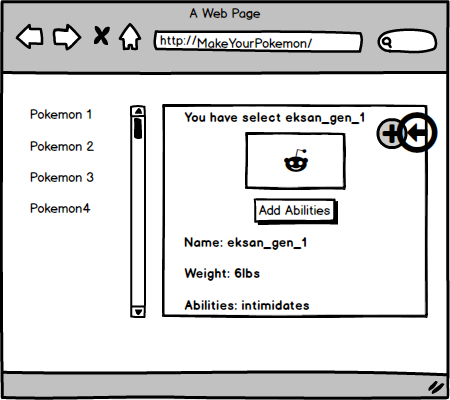 A Web Page
http://MakeYourPokemon/
Pokemon 1
Pokemon 2
Pokemon 3
Pokemon4
You have select eksan_gen_1
Add Abilities
Name: eksan_gen_1
Weight: 6lbs
Abilities: intimidates